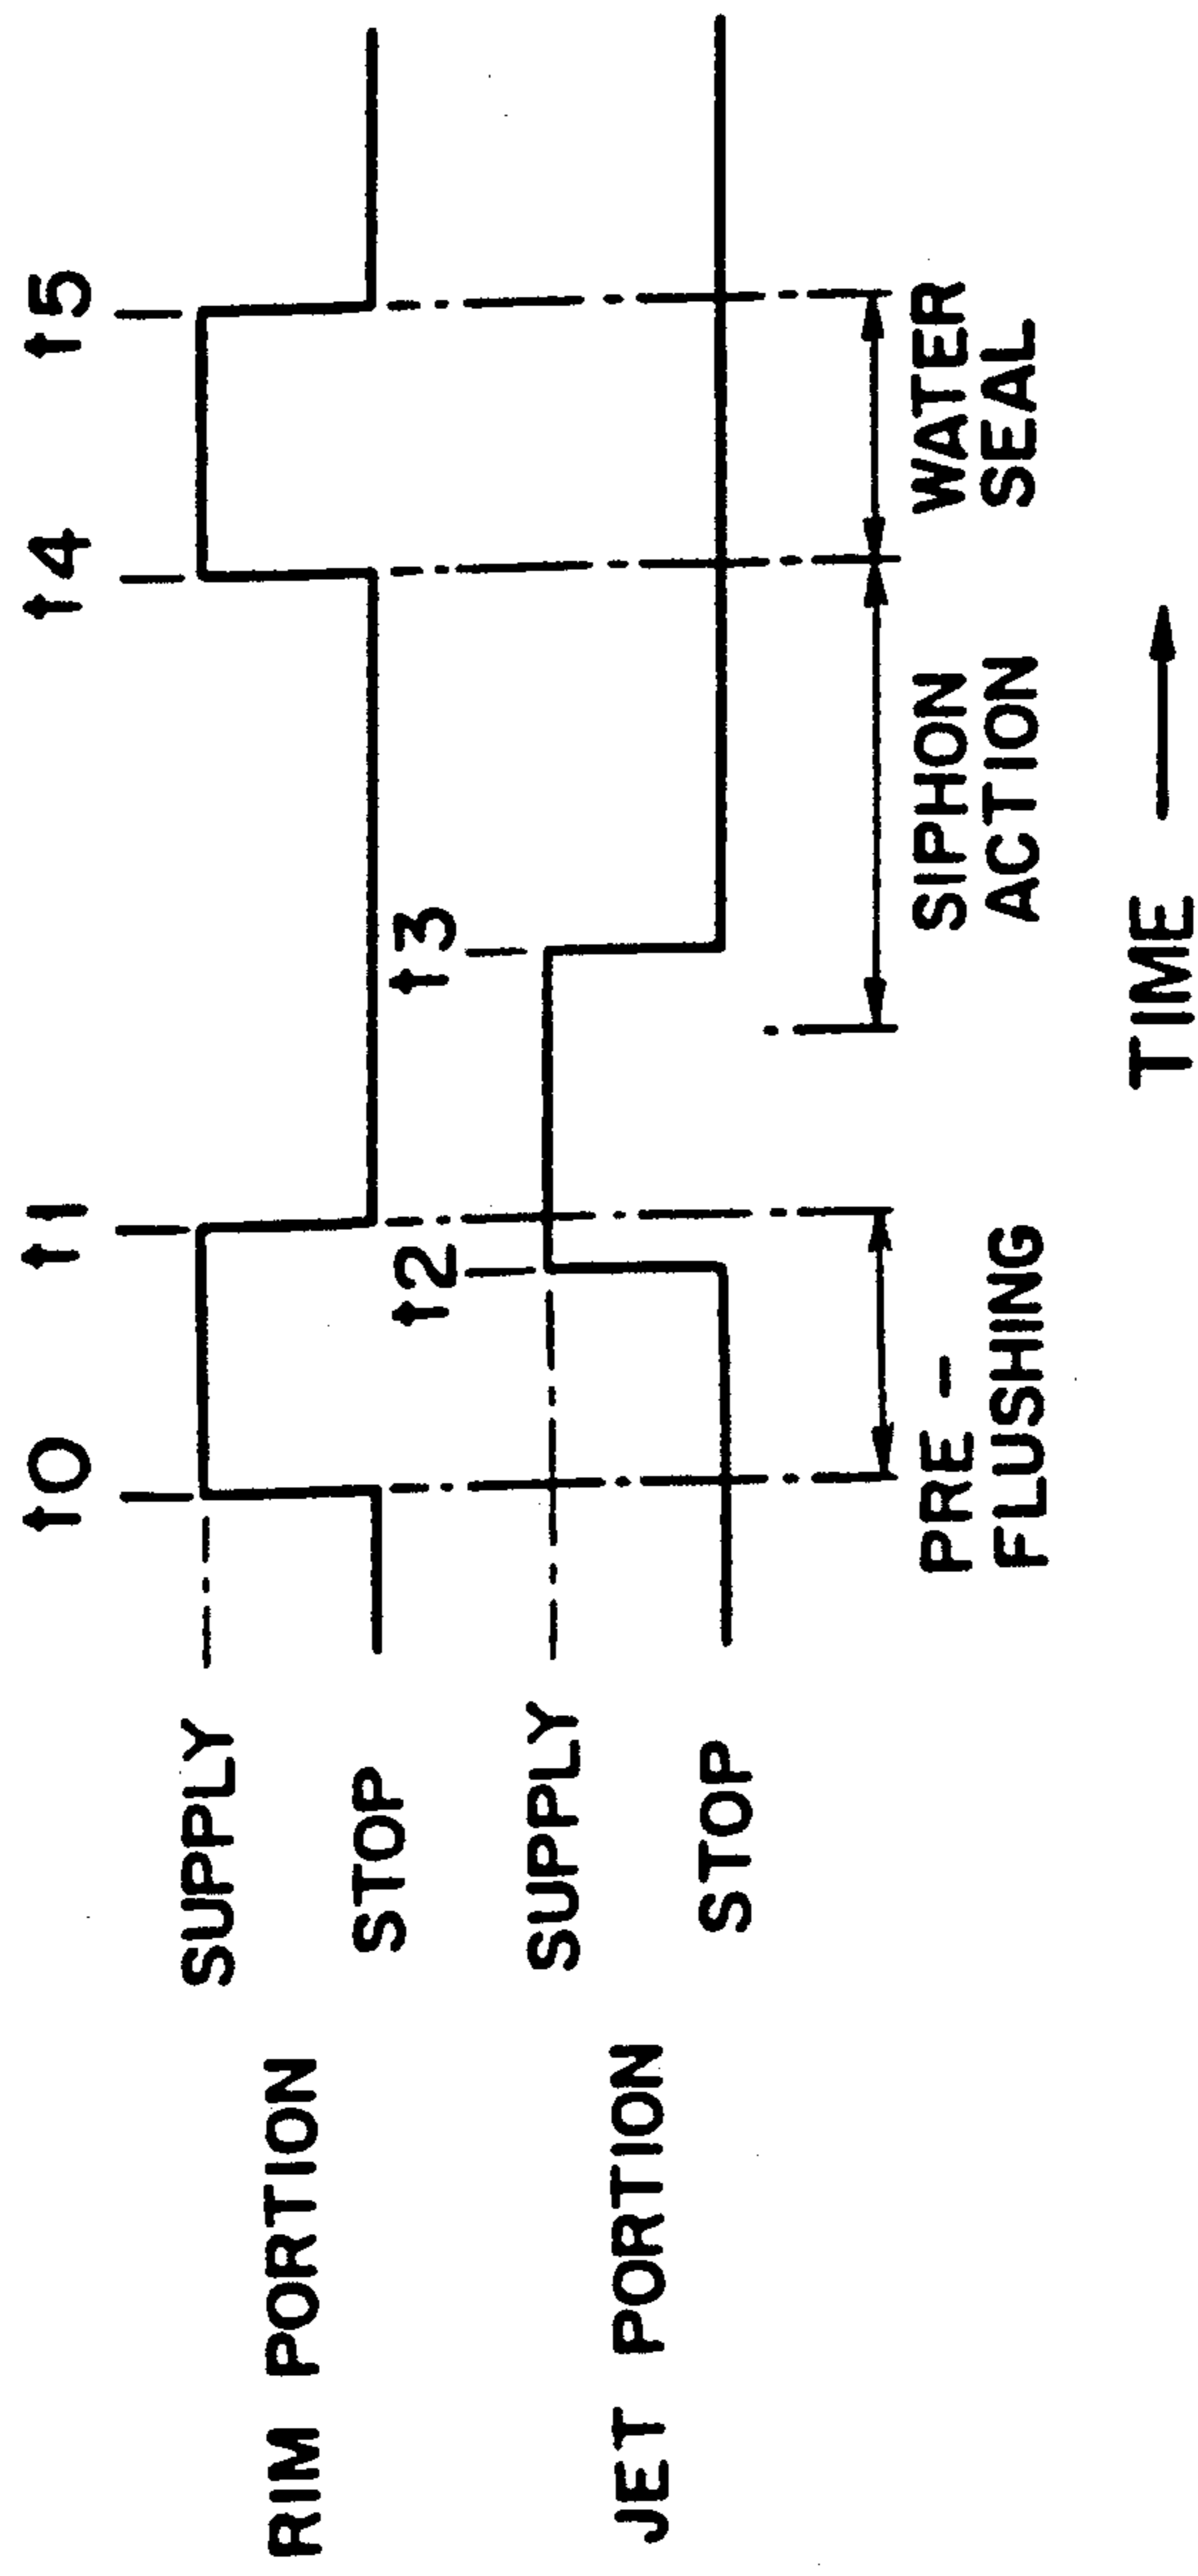 t0 t1 t4 t5
SUPPLY
RIM PORTION
STOP
t2 t3
SUPPLY
JET PORTION
STOP
PRE -
FLUSHING
SIPHON
ACTION
WATER
SEAL
TIME